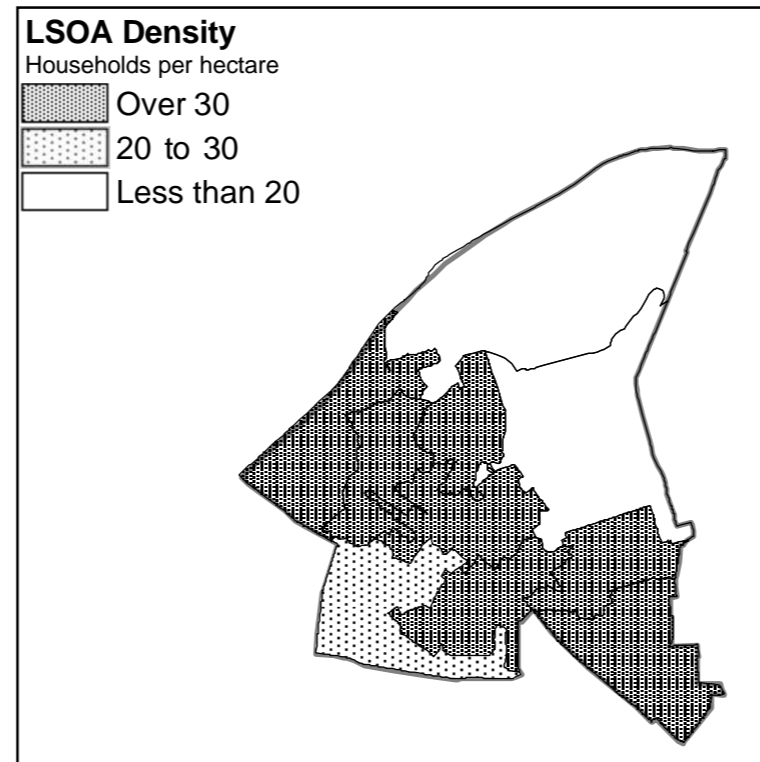 LSOA Density
Households per hectare
Over 30
20 to 30
Less than 20